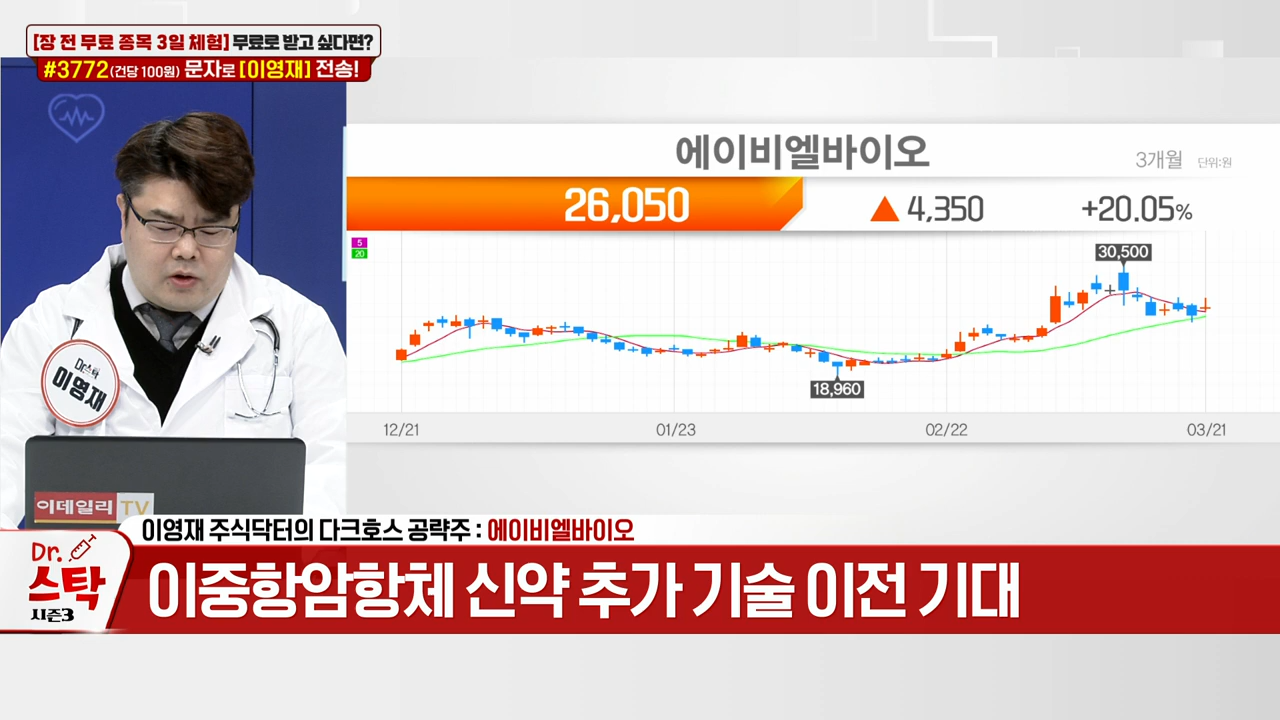 [장 전 무료 종목 3일 체험] 무료로 받고 싶다면?
#3772(건당 100원) 문자로 [이영재] 전송!
에이비엘바이오
3개월 단위:원
26,050 ▲ 4,350 +20.05%
5
20
30,500
18,960
12/21 01/23 02/22 03/21
Dr.스탁
이영재
이데일리 TV
이영재 주식닥터의 다크호스 공략주 : 에이비엘바이오
Dr.
스탁
시즌3
이중항암항체 신약 추가 기술 이전 기대